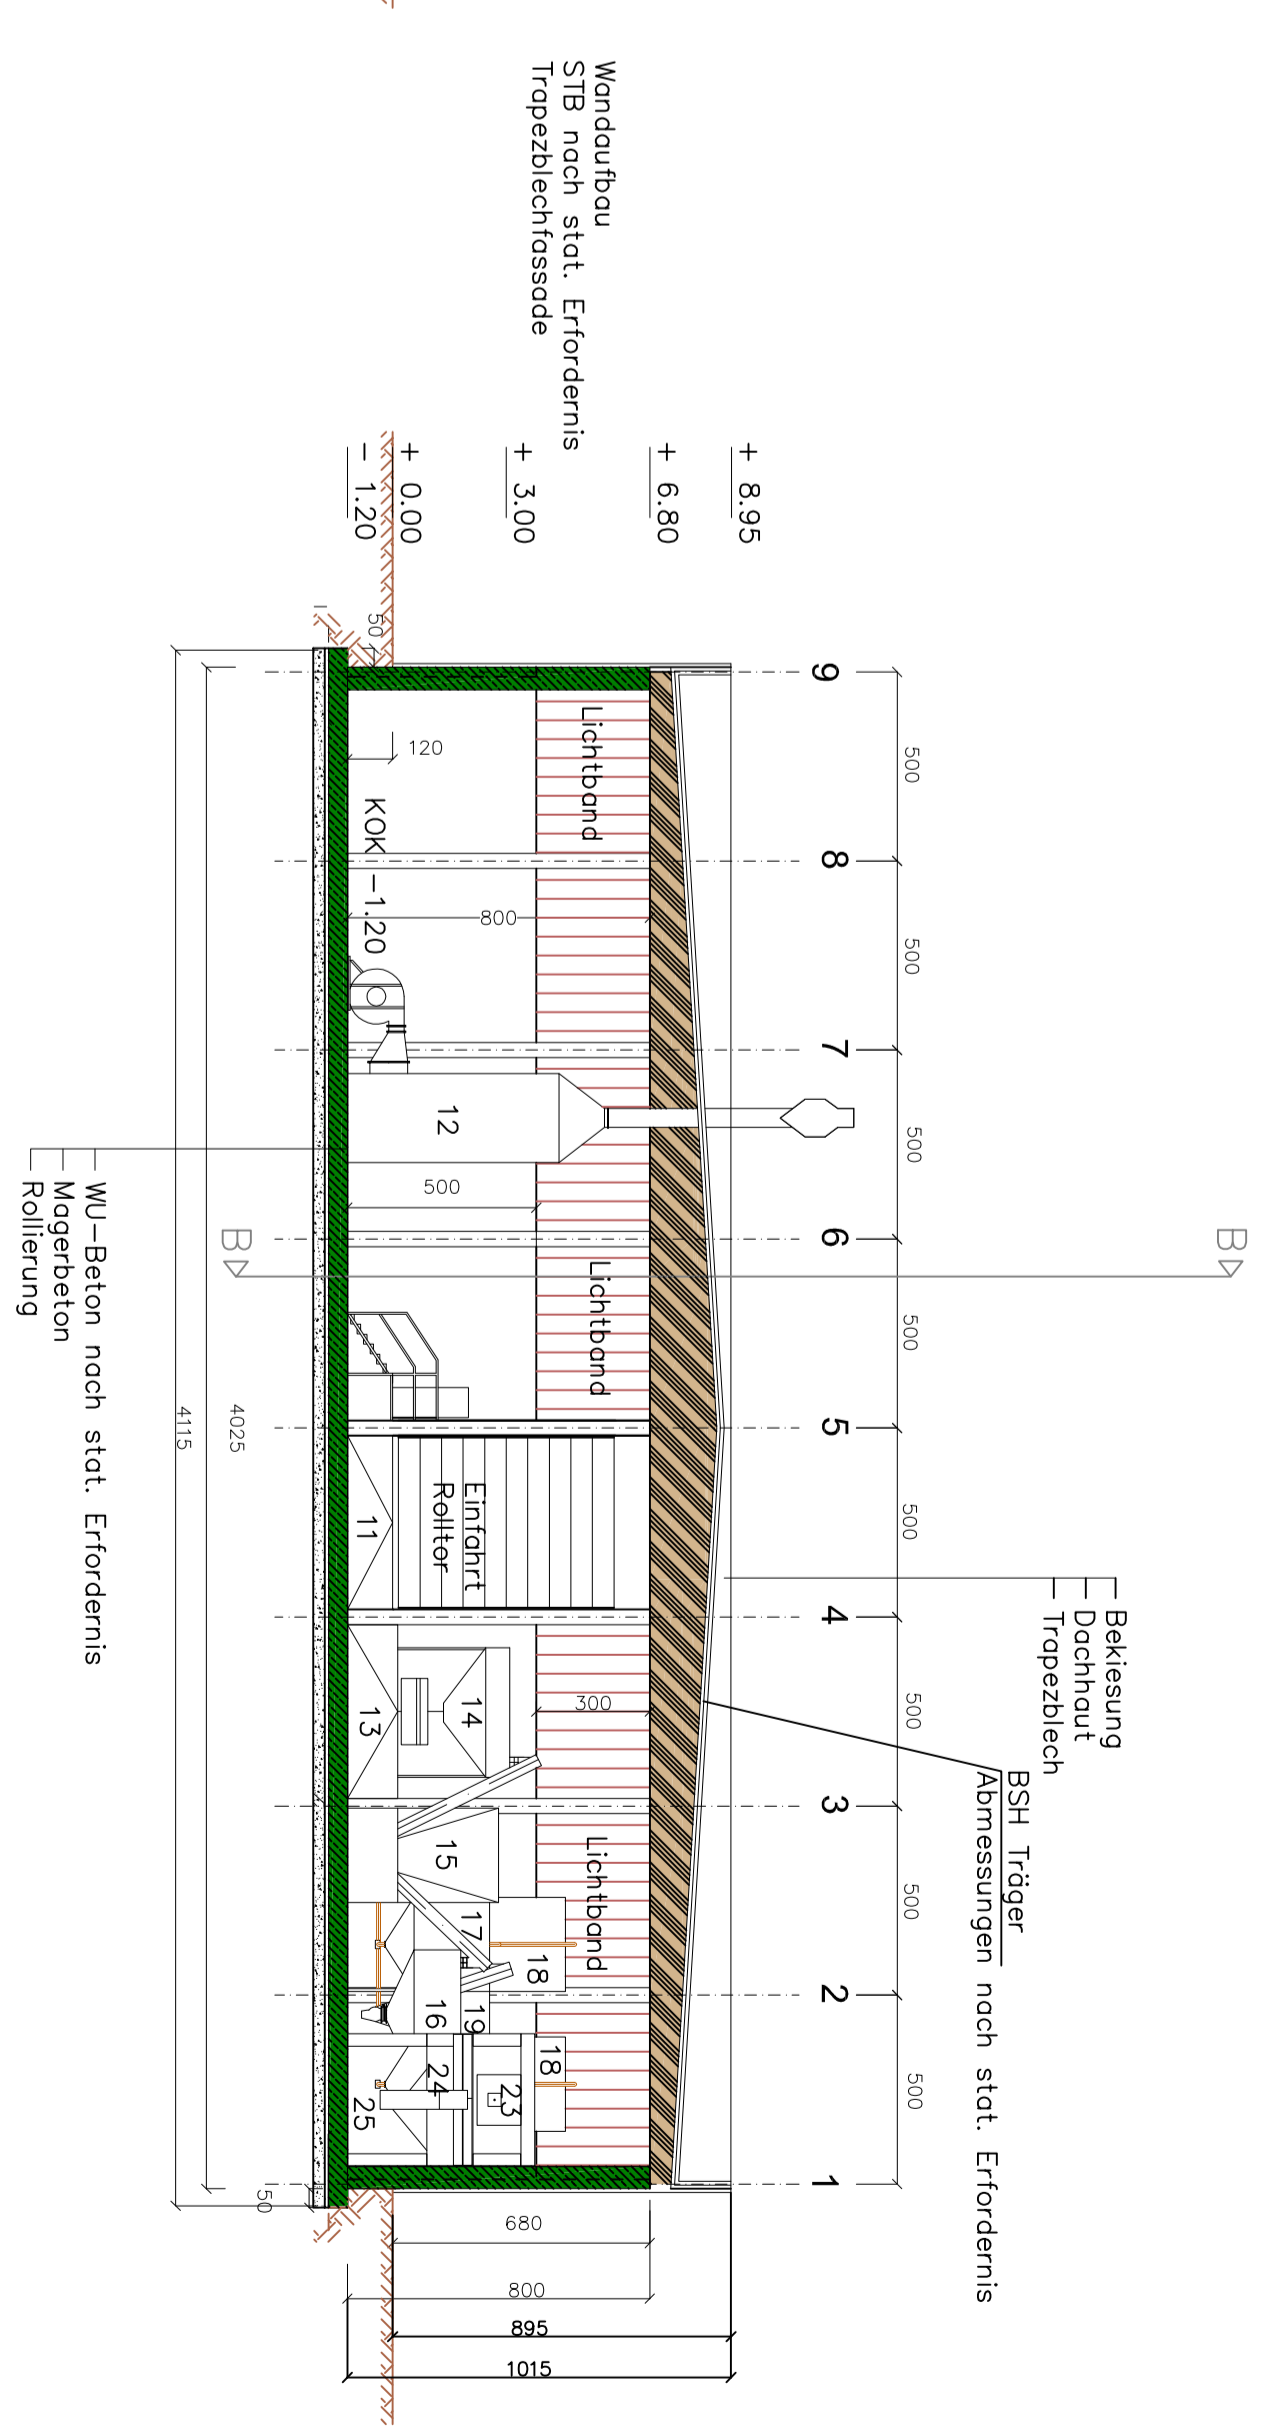 Wandaufbau
STB nach stat. Erfordernis
Trapezblechfassade
+ 8.95
+ 6.80
+ 3.00
+ 0.00
- 1.20
B
B
Bekiesung
Dachhaut
Trapezblech
BSH Träger
Abmessungen nach stat. Erfordernis
500
500
500
500
500
500
500
500
9
8
7
6
5
4
3
2
1
Lichtband
Lichtband
Lichtband
50
120
KOK -1.20
800
12
500
Einfahrt
Rolltor
11
300
14
13
15
17
18
16
19
18
23
24
25
680
800
895
1015
50
4025
4115
WU-Beton nach stat. Erfordernis
Magerbeton
Rollierung